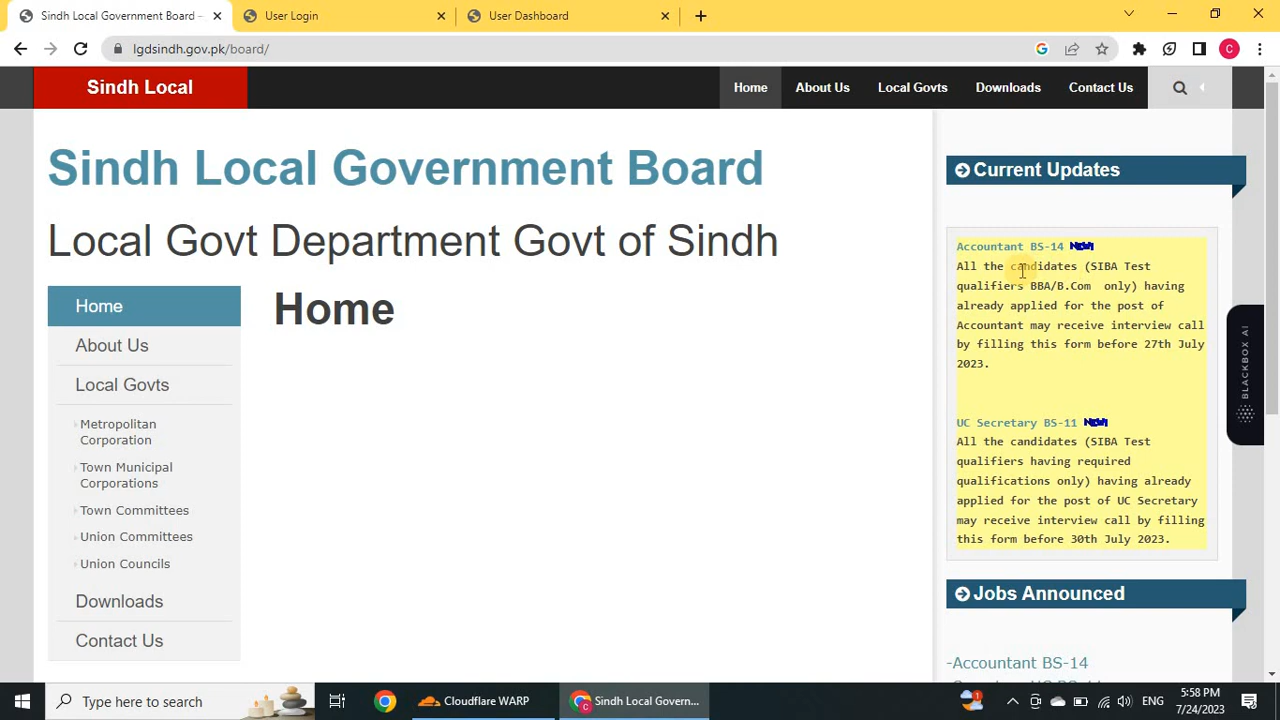 Sindh Local Government Board –
User Login
User Dashboard
lgdsindh.gov.pk/board/
C
Sindh Local
Home
About Us
Local Govts
Downloads
Contact Us
Sindh Local Government Board
Local Govt Department Govt of Sindh
Home
About Us
Local Govts
Metropolitan
Corporation
Town Municipal
Corporations
Town Committees
Union Committees
Union Councils
Downloads
Contact Us
Home
Current Updates
Accountant BS-14 NEW
All the candidates (SIBA Test
qualifiers BBA/B.Com only) having
already applied for the post of
Accountant may receive interview call
by filling this form before 27th July
2023.
UC Secretary BS-11 NEW
All the candidates (SIBA Test
qualifiers having required
qualifications only) having already
applied for the post of UC Secretary
may receive interview call by filling
this form before 30th July 2023.
Jobs Announced
-Accountant BS-14
BLACKBOX AI
Type here to search
Cloudflare WARP
Sindh Local Govern...
ENG
5:58 PM
7/24/2023